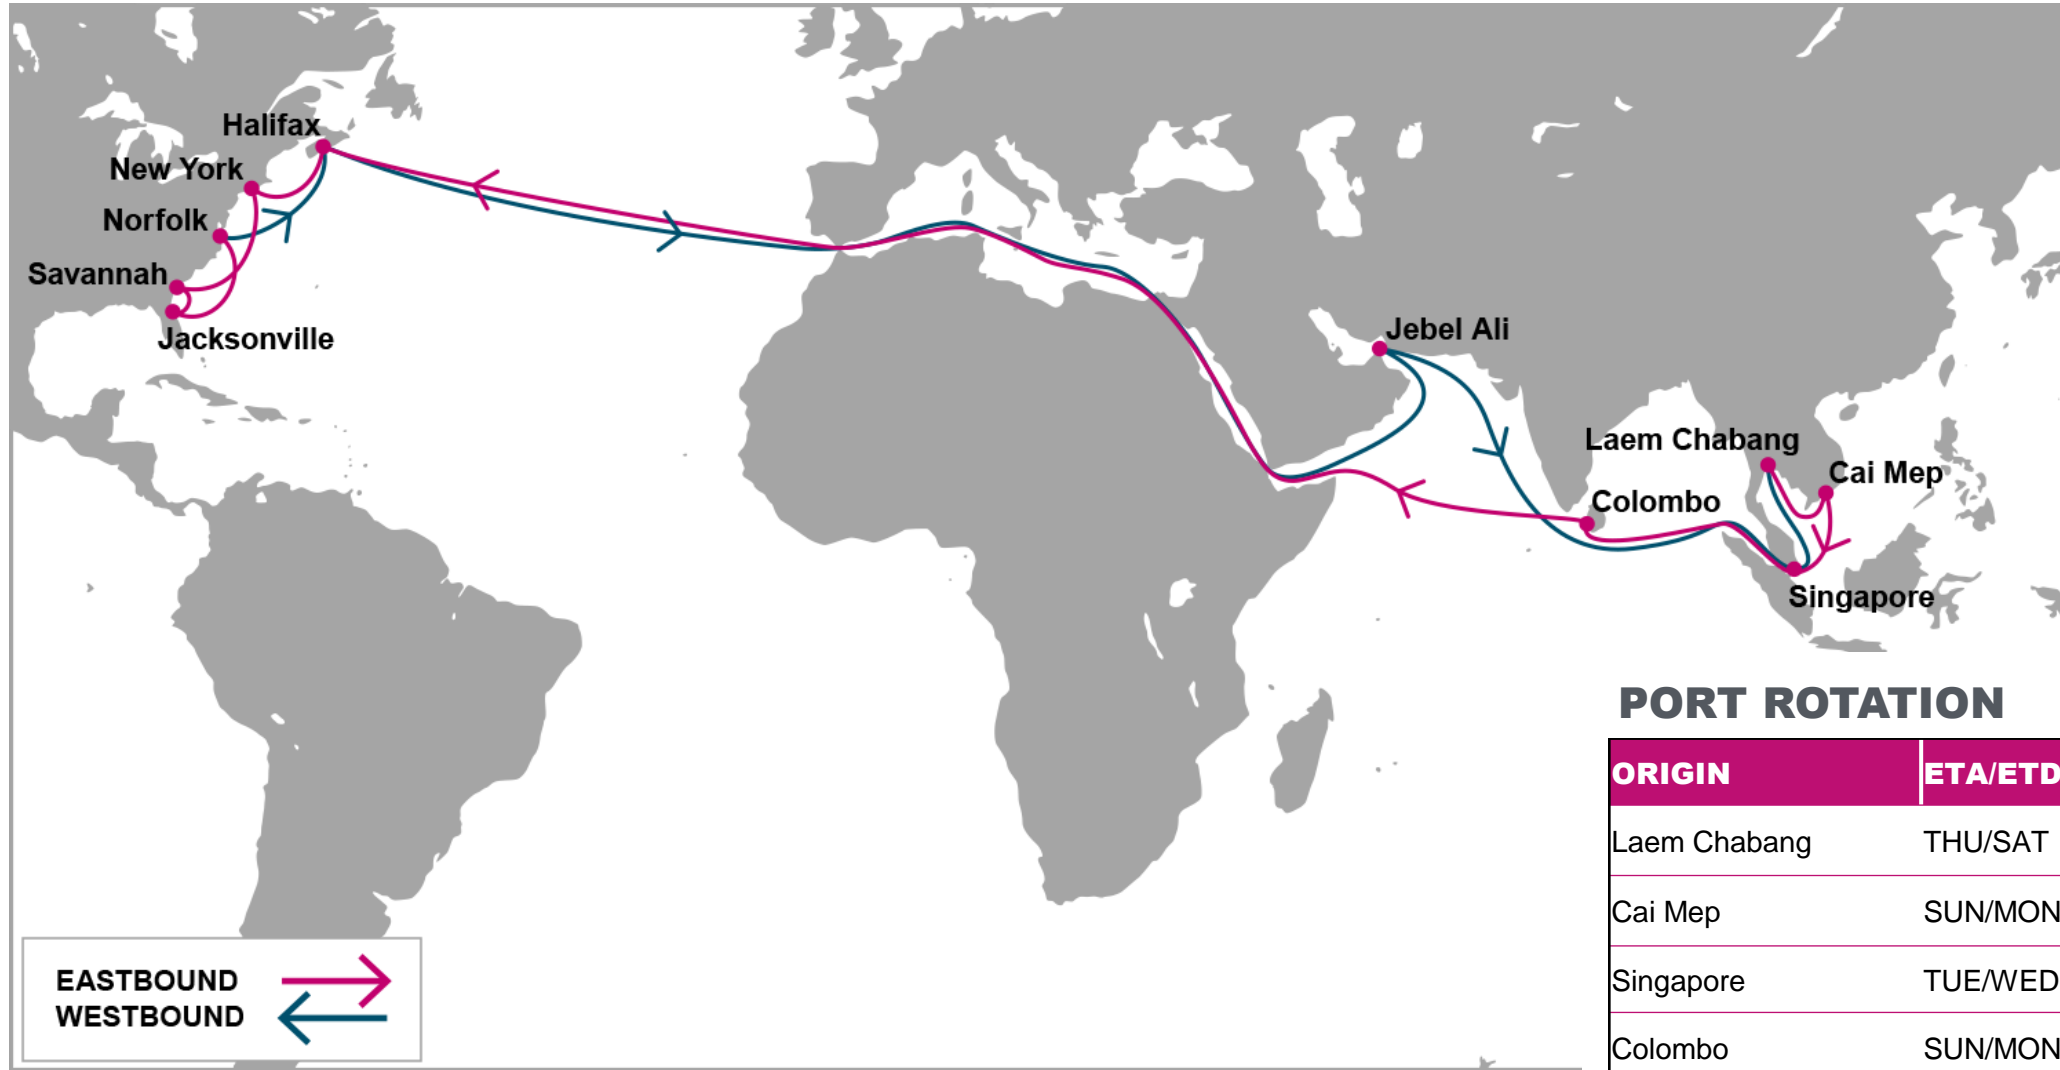 Halifax
New York
Norfolk
Savannah
Jacksonville
Jebel Ali
Laem Chabang
Cai Mep
Colombo
Singapore
EASTBOUND
WESTBOUND
PORT ROTATION
ORIGIN ETA/ETD
Laem Chabang THU/SAT
Cai Mep SUN/MON
Singapore TUE/WED
Colombo SUN/MON